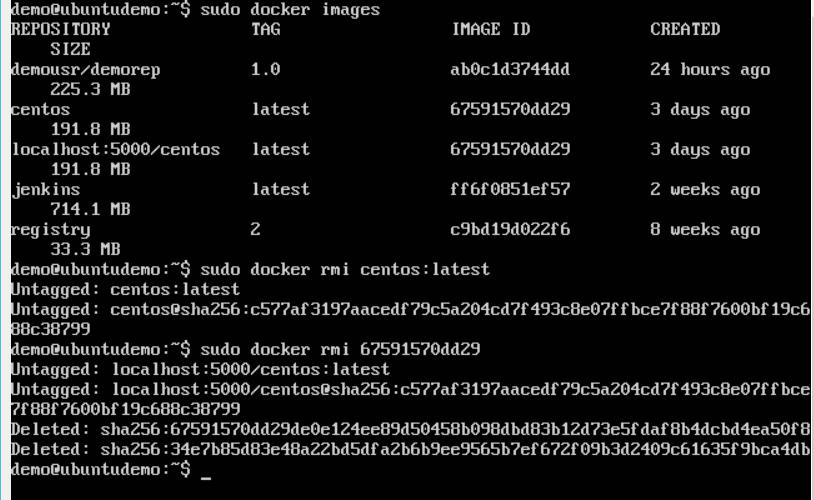 demo@ubuntudemo:~$ sudo docker images
REPOSITORY TAG IMAGE ID CREATED
SIZE
demousr/demorep 1.0 ab0c1d3744dd 24 hours ago
225.3 MB
centos latest 67591570dd29 3 days ago
191.8 MB
localhost:5000/centos latest 67591570dd29 3 days ago
191.8 MB
jenkins latest ff6f0851ef57 2 weeks ago
714.1 MB
registry 2 c9bd19d022f6 8 weeks ago
33.3 MB
demo@ubuntudemo:~$ sudo docker rmi centos:latest
Untagged: centos:latest
Untagged: centos@sha256:c577af3197aacedf79c5a204cd7f493c8e07ffbce7f88f7600bf19c6
88c38799
demo@ubuntudemo:~$ sudo docker rmi 67591570dd29
Untagged: localhost:5000/centos:latest
Untagged: localhost:5000/centos@sha256:c577af3197aacedf79c5a204cd7f493c8e07ffbce
7f88f7600bf19c688c38799
Deleted: sha256:67591570dd29de0e124ee89d50458b098dbd83b12d73e5fdaf8b4dcbd4ea50f8
Deleted: sha256:34e7b85d83e48a22bd5dfa2b6b9ee9565b7ef672f09b3d2409c61635f9bca4db
demo@ubuntudemo:~$ _